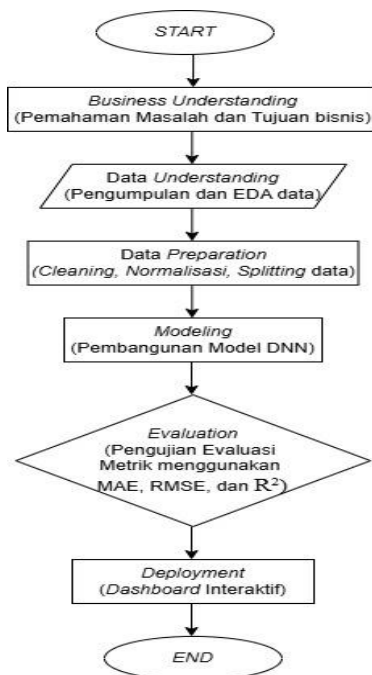 START
Business Understanding
(Pemahaman Masalah dan Tujuan bisnis)
Data Understanding
(Pengumpulan dan EDA data)
Data Preparation
(Cleaning, Normalisasi, Splitting data)
Modeling
(Pembangunan Model DNN)
Evaluation
(Pengujian Evaluasi
Metrik menggunakan
MAE, RMSE, dan R²)
Deployment
(Dashboard Interaktif)
END